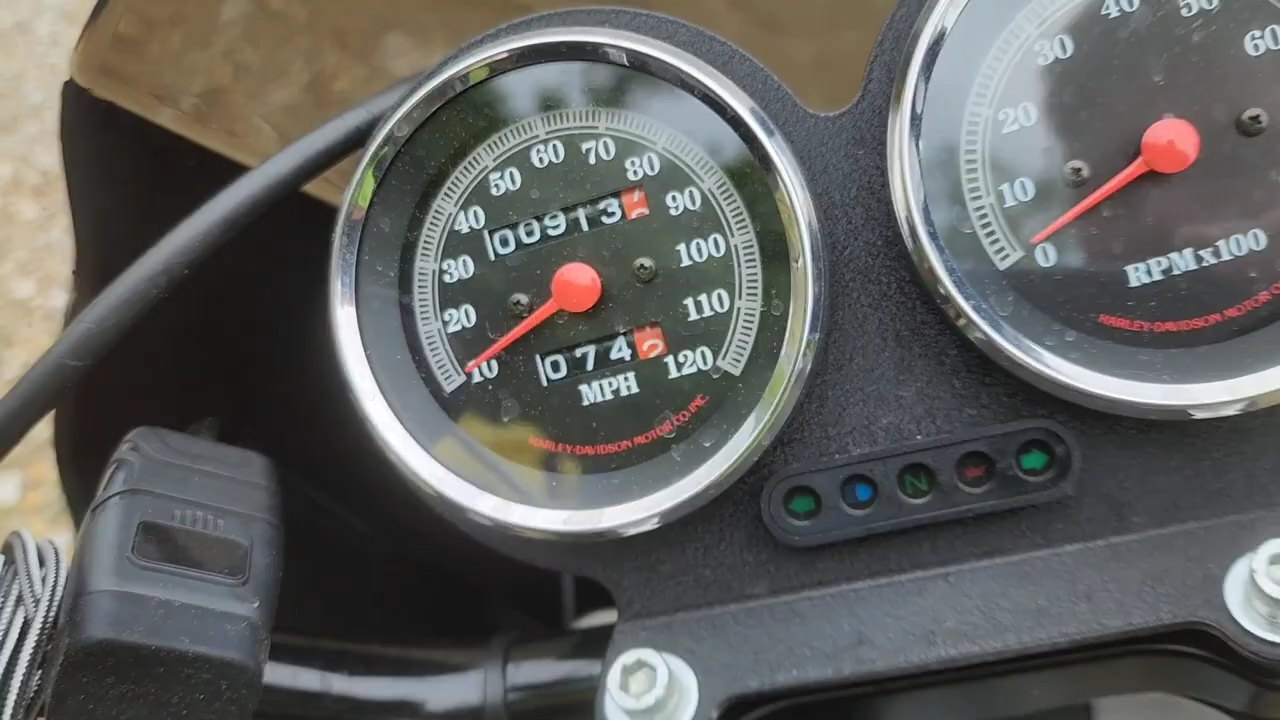 10 20 30 40 50 60 70 80 90 100 110 120
00913
074
MPH
HARLEY-DAVIDSON MOTOR CO. INC.
0 10 20 30 40 50 60
RPM x100
HARLEY-DAVIDSON MOTOR CO
N